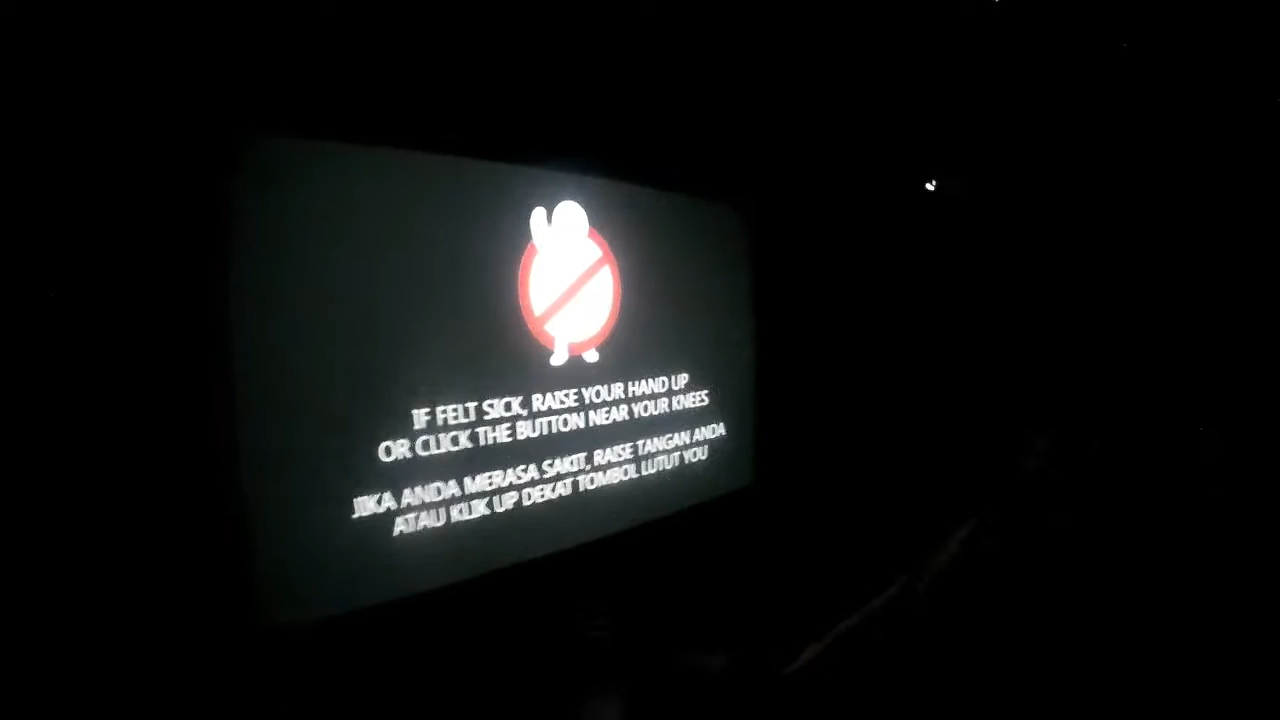 IF FELT SICK, RAISE YOUR HAND UP
OR CLICK THE BUTTON NEAR YOUR KNEES
JIKA ANDA MERASA SAKIT, RAISE TANGAN ANDA
ATAU KLIK UP DEKAT TOMBOL LUTUT YOU